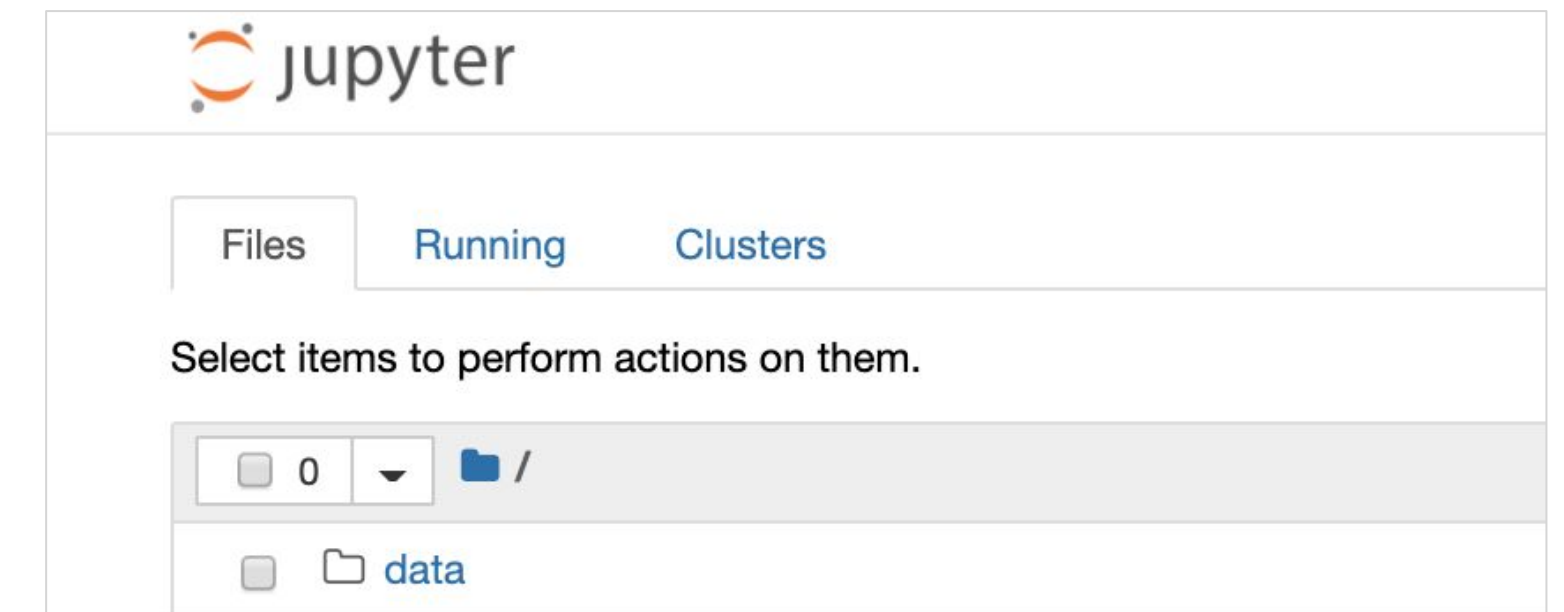 jupyter
Files Running Clusters
Select items to perform actions on them.
0 /
data